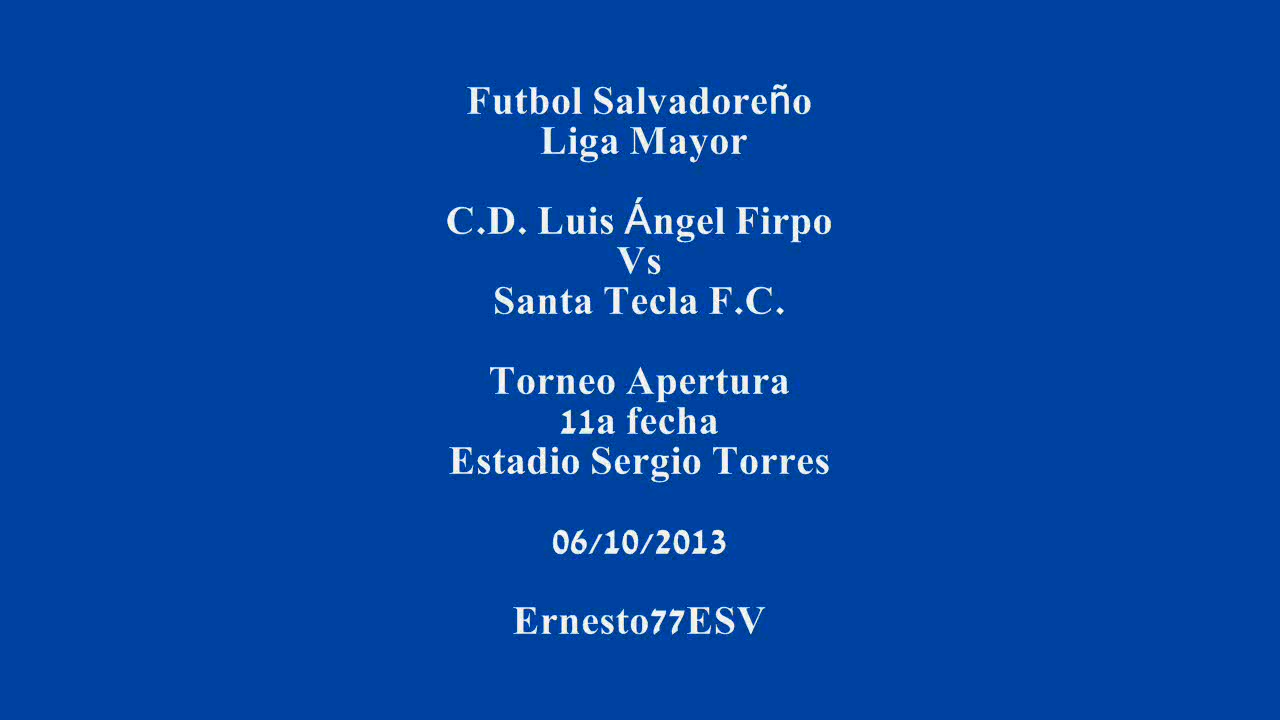 Futbol Salvadoreño
Liga Mayor
C.D. Luis Ángel Firpo
Vs
Santa Tecla F.C.
Torneo Apertura
11a fecha
Estadio Sergio Torres
06/10/2013
Ernesto77ESV